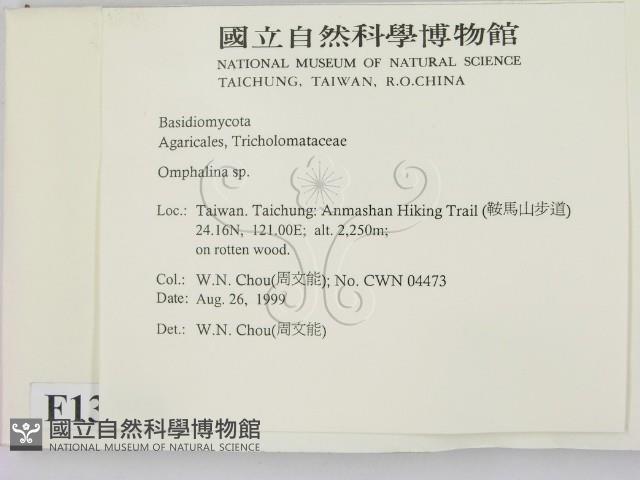 國立自然科學博物館
NATIONAL MUSEUM OF NATURAL SCIENCE
TAICHUNG, TAIWAN, R.O.CHINA
Basidiomycota
Agaricales, Tricholomataceae
Omphalina sp.
Loc.: Taiwan. Taichung: Anmashan Hiking Trail (鞍馬山步道)
24.16N, 121.00E; alt. 2,250m;
on rotten wood.
Col.: W.N. Chou(周文能); No. CWN 04473
Date: Aug. 26, 1999
Det.: W.N. Chou(周文能)
F13
國立自然科學博物館
NATIONAL MUSEUM OF NATURAL SCIENCE